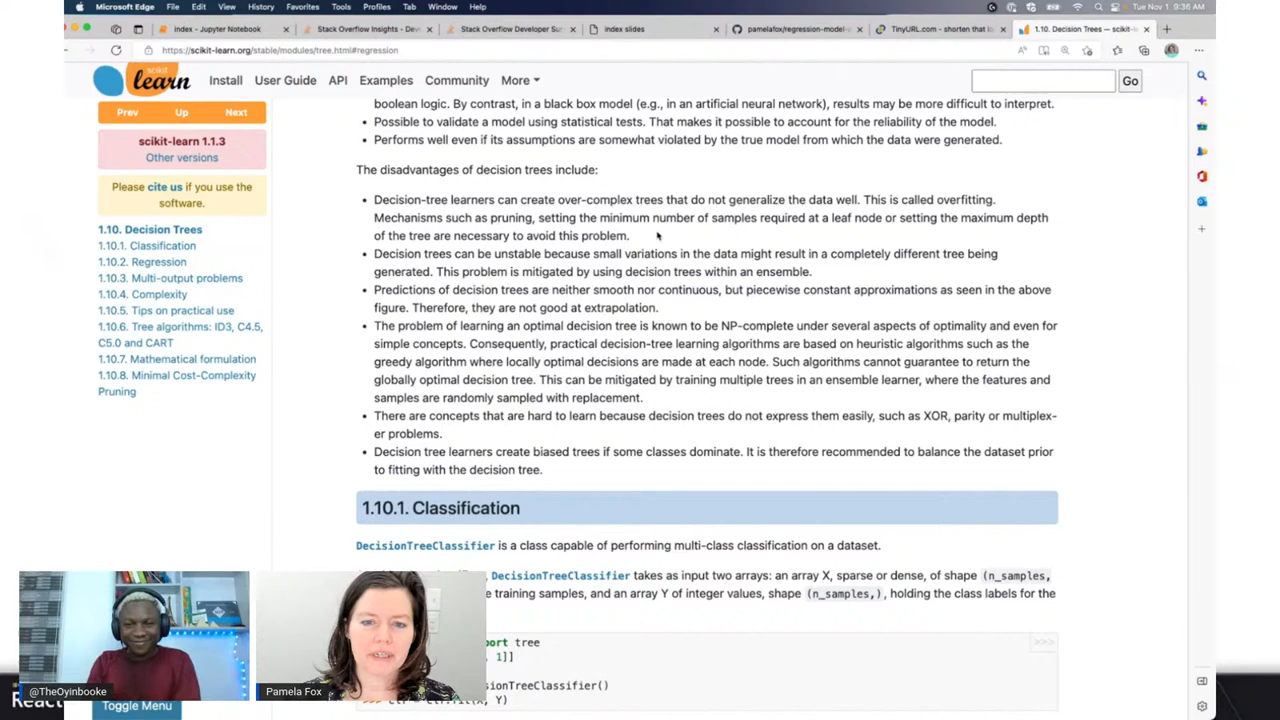 Microsoft Edge File Edit View History Favorites Tools Profiles Tab Window Help Tue Nov 1 9:36 AM
index - Jupyter Notebook
Stack Overflow Insights - Dev
Stack Overflow Developer Sur
index slides
pamelafox/regression-model-s
TinyURL.com - shorten that lo
1.10. Decision Trees — scikit-l
https://scikit-learn.org/stable/modules/tree.html#regression
scikit
learn
Install User Guide API Examples Community More
Go
Prev Up Next
scikit-learn 1.1.3
Other versions
Please cite us if you use the
software.
1.10. Decision Trees
1.10.1. Classification
1.10.2. Regression
1.10.3. Multi-output problems
1.10.4. Complexity
1.10.5. Tips on practical use
1.10.6. Tree algorithms: ID3, C4.5,
C5.0 and CART
1.10.7. Mathematical formulation
1.10.8. Minimal Cost-Complexity
Pruning
boolean logic. By contrast, in a black box model (e.g., in an artificial neural network), results may be more difficult to interpret.
• Possible to validate a model using statistical tests. That makes it possible to account for the reliability of the model.
• Performs well even if its assumptions are somewhat violated by the true model from which the data were generated.
The disadvantages of decision trees include:
• Decision-tree learners can create over-complex trees that do not generalize the data well. This is called overfitting.
Mechanisms such as pruning, setting the minimum number of samples required at a leaf node or setting the maximum depth
of the tree are necessary to avoid this problem.
• Decision trees can be unstable because small variations in the data might result in a completely different tree being
generated. This problem is mitigated by using decision trees within an ensemble.
• Predictions of decision trees are neither smooth nor continuous, but piecewise constant approximations as seen in the above
figure. Therefore, they are not good at extrapolation.
• The problem of learning an optimal decision tree is known to be NP-complete under several aspects of optimality and even for
simple concepts. Consequently, practical decision-tree learning algorithms are based on heuristic algorithms such as the
greedy algorithm where locally optimal decisions are made at each node. Such algorithms cannot guarantee to return the
globally optimal decision tree. This can be mitigated by training multiple trees in an ensemble learner, where the features and
samples are randomly sampled with replacement.
• There are concepts that are hard to learn because decision trees do not express them easily, such as XOR, parity or multiplex-
er problems.
• Decision tree learners create biased trees if some classes dominate. It is therefore recommended to balance the dataset prior
to fitting with the decision tree.
1.10.1. Classification
DecisionTreeClassifier is a class capable of performing multi-class classification on a dataset.
DecisionTreeClassifier takes as input two arrays: an array X, sparse or dense, of shape (n_samples,
training samples, and an array Y of integer values, shape (n_samples,), holding the class labels for the
>>>
port tree
1]]
sionTreeClassifier()
Y)
@TheOyinbooke
Pamela Fox
React
Toggle Menu